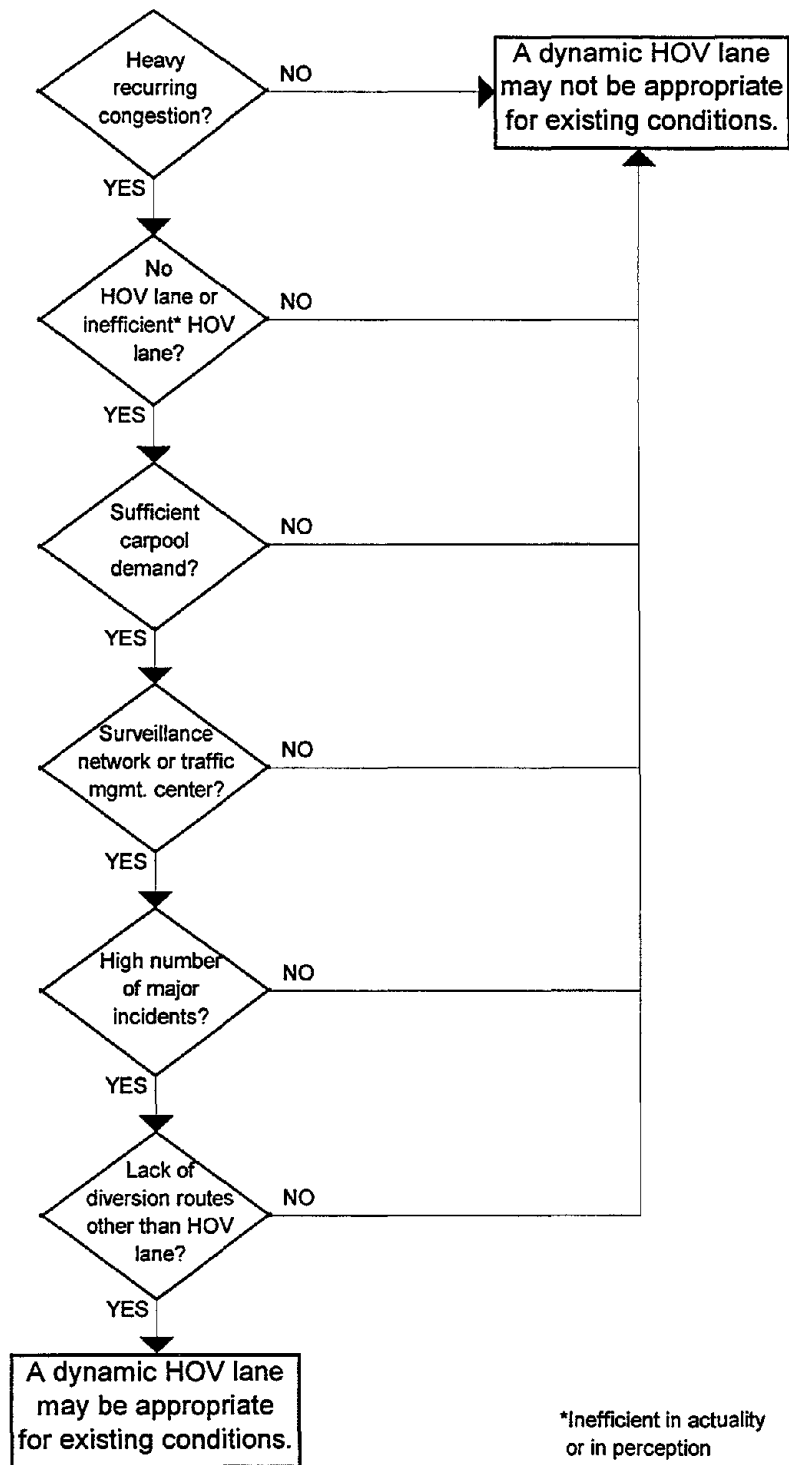 Heavy
recurring
congestion?
NO
A dynamic HOV lane
may not be appropriate
for existing conditions.
YES
No
HOV lane or
inefficient* HOV
lane?
NO
YES
Sufficient
carpool
demand?
NO
YES
Surveillance
network or traffic
mgmt. center?
NO
YES
High number
of major
incidents?
NO
YES
Lack of
diversion routes
other than HOV
lane?
NO
YES
A dynamic HOV lane
may be appropriate
for existing conditions.
*Inefficient in actuality
or in perception